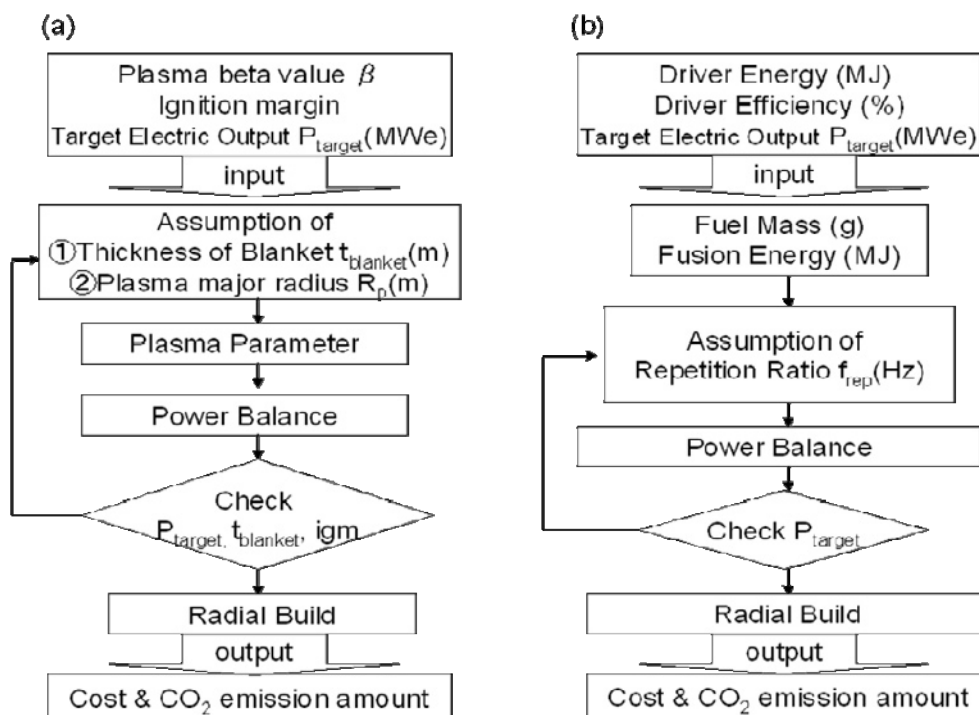 (a)
Plasma beta value β
Ignition margin
Target Electric Output P_target(MWe)
input
Assumption of
①Thickness of Blanket t_blanket(m)
②Plasma major radius R_p(m)
Plasma Parameter
Power Balance
Check
P_target, t_blanket, igm
Radial Build
output
Cost & CO₂ emission amount
(b)
Driver Energy (MJ)
Driver Efficiency (%)
Target Electric Output P_target(MWe)
input
Fuel Mass (g)
Fusion Energy (MJ)
Assumption of
Repetition Ratio f_rep(Hz)
Power Balance
Check P_target
Radial Build
output
Cost & CO₂ emission amount